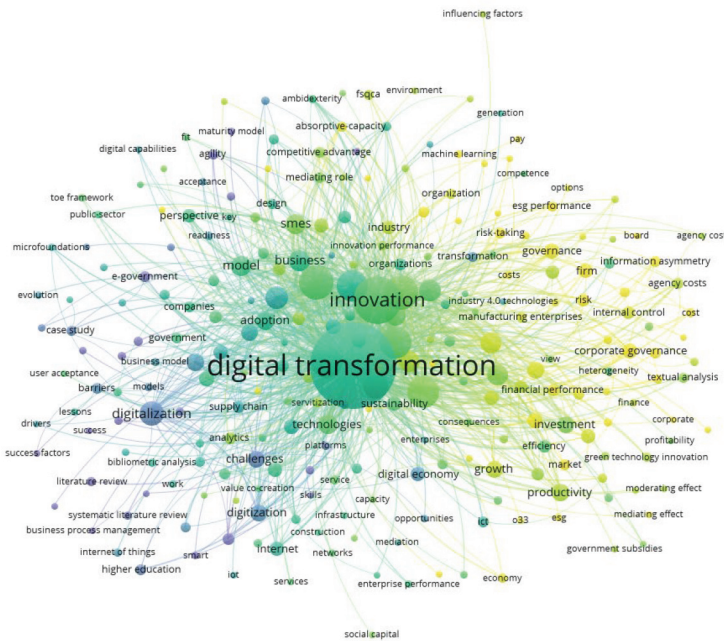 influencing factors
ambidexterity
fsqca
environment
generation
absorptive-capacity
fit
maturity model
digital capabilities
agility
competitive advantage
machine learning
pay
mediating role
competence
acceptance
toe framework
design
organization
options
public-sector
perspective
key
smes
industry
risk-taking
esg performance
readiness
innovation performance
board
agency cost
microfoundations
business
organizations
transformation
governance
information asymmetry
model
e-government
costs
firm
agency costs
evolution
companies
innovation
industry 4.0
technologies
risk
internal control
adoption
manufacturing enterprises
cost
case study
government
business model
view
corporate governance
digital transformation
heterogeneity
user acceptance
textual analysis
barriers
models
financial performance
servitization
sustainability
finance
digitalization
supply chain
lessons
drivers
success
technologies
consequences
investment
corporate
analytics
platforms
enterprises
efficiency
profitability
success factors
bibliometric analysis
challenges
market
green technology innovation
literature review
work
service
digital economy
growth
value co-creation
skills
capacity
productivity
moderating effect
systematic literature review
digitization
infrastructure
opportunities
ict
o33
esg
mediating effect
business process management
construction
mediation
internet of things
smart
internet
networks
government subsidies
higher education
iot
services
enterprise performance
economy
social capital